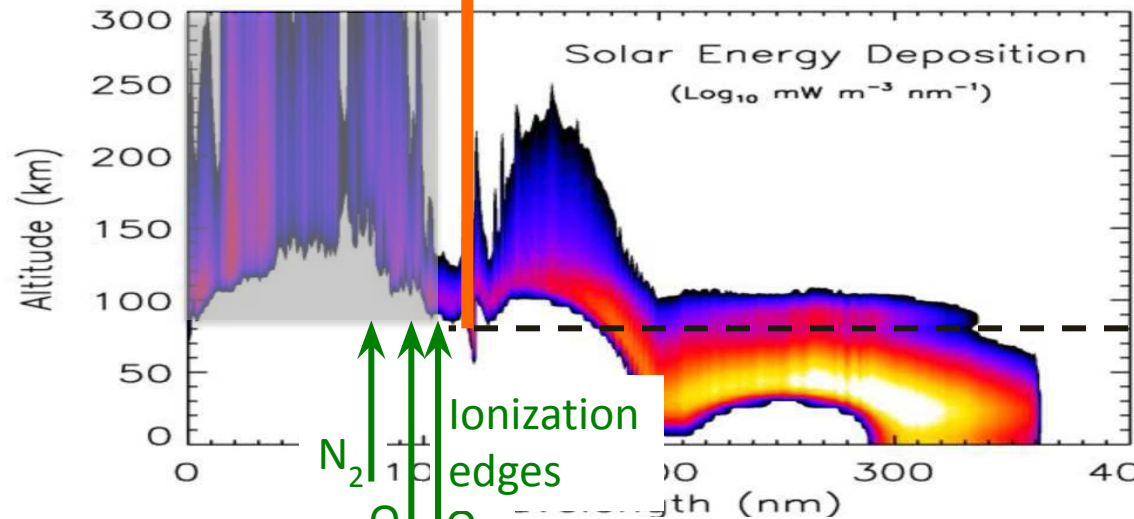 300
Solar Energy Deposition
250
(Log₁₀ mW m⁻³ nm⁻¹)
200
Altitude (km)
150
100
50
Ionization
0
N₂
edges
0
300
(nm)